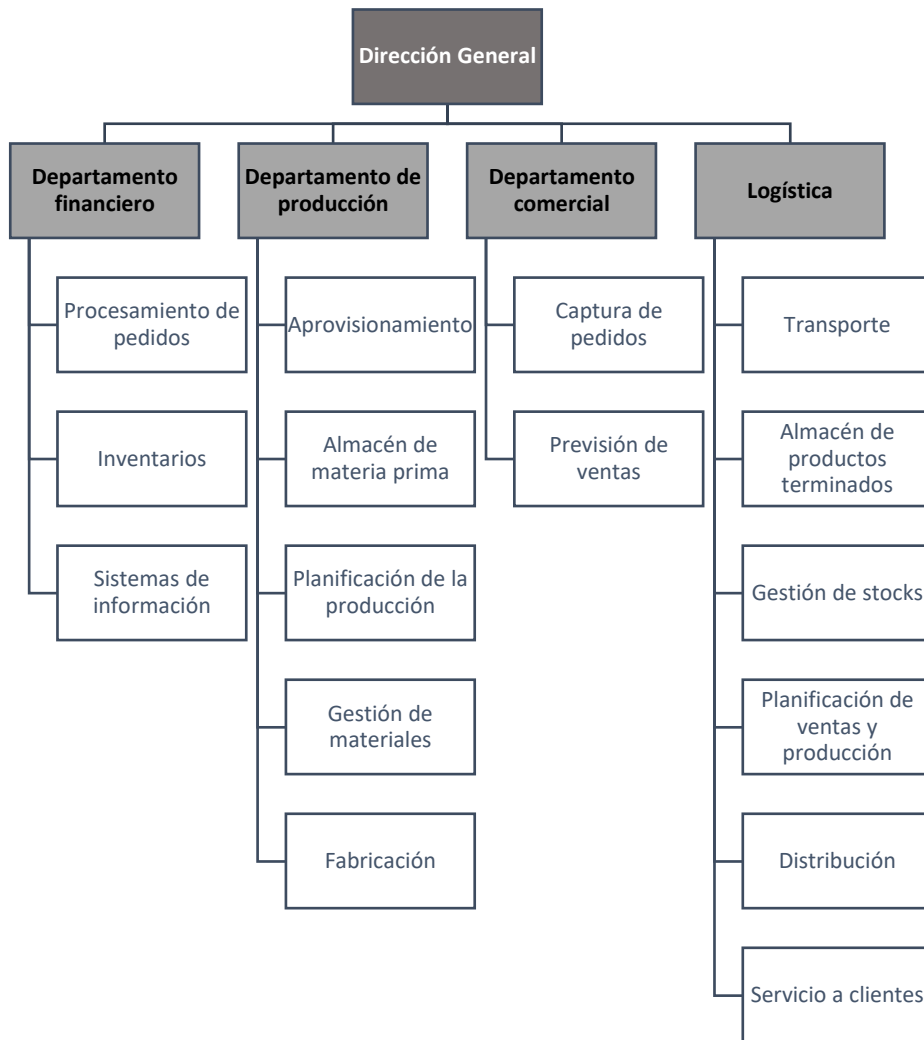 Dirección General
Departamento
financiero
Departamento de
producción
Departamento
comercial
Logística
Procesamiento de
pedidos
Inventarios
Sistemas de
información
Aprovisionamiento
Almacén de
materia prima
Planificación de la
producción
Gestión de
materiales
Fabricación
Captura de
pedidos
Previsión de
ventas
Transporte
Almacén de
productos
terminados
Gestión de stocks
Planificación de
ventas y
producción
Distribución
Servicio a clientes